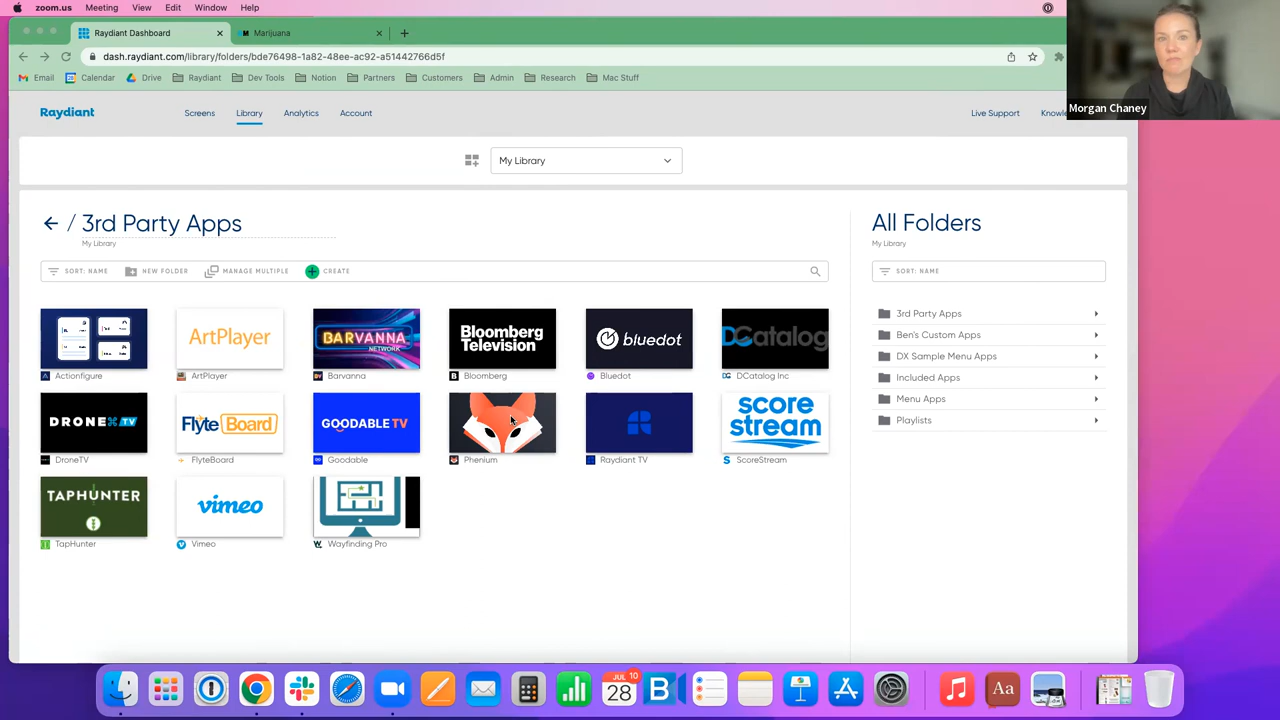 zoom.us Meeting View Edit Window Help
Raydiant Dashboard Marijuana
dash.raydiant.com/library/folders/bde76498-1a82-48ee-ac92-a51442766d5f
Email Calendar Drive Raydiant Dev Tools Notion Partners Customers Admin Research Mac Stuff
Morgan Chaney
Raydiant Screens Library Analytics Account Live Support Knowle
My Library
/ 3rd Party Apps
My Library
All Folders
My Library
SORT: NAME NEW FOLDER MANAGE MULTIPLE CREATE
SORT: NAME
ArtPlayer
BARVANNA
NETWORK
Bloomberg
Television
bluedot
DCatalog
Actionfigure ArtPlayer Barvanna Bloomberg Bluedot DCatalog Inc
DRONE TV
FlyteBoard
GOODABLE TV
score
stream
DroneTV FlyteBoard Goodable Phenium Raydiant TV ScoreStream
TAPHUNTER
vimeo
TapHunter Vimeo Wayfinding Pro
3rd Party Apps
Ben's Custom Apps
DX Sample Menu Apps
Included Apps
Menu Apps
Playlists
JUL 10
28
Aa